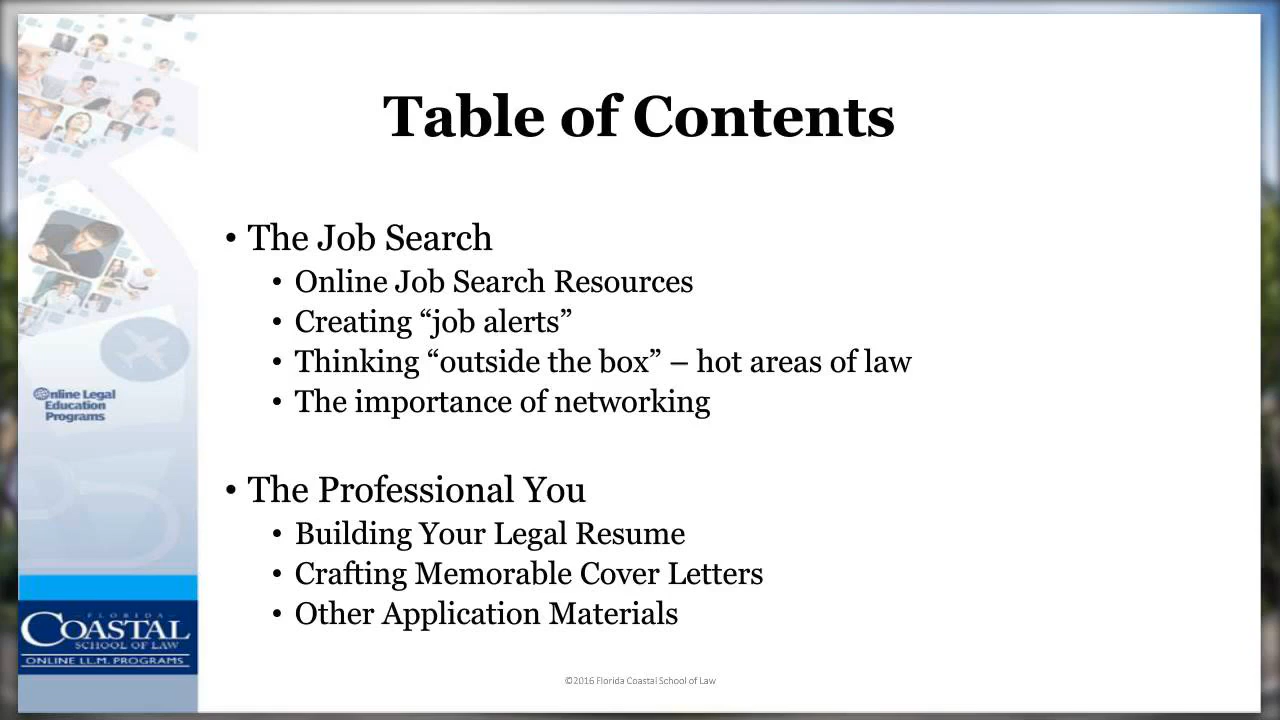 Table of Contents
• The Job Search
• Online Job Search Resources
• Creating “job alerts”
• Thinking “outside the box” – hot areas of law
• The importance of networking
• The Professional You
• Building Your Legal Resume
• Crafting Memorable Cover Letters
• Other Application Materials
Online Legal
Education
Programs
FLORIDA
COASTAL
SCHOOL OF LAW
ONLINE LL.M. PROGRAMS
©2016 Florida Coastal School of Law